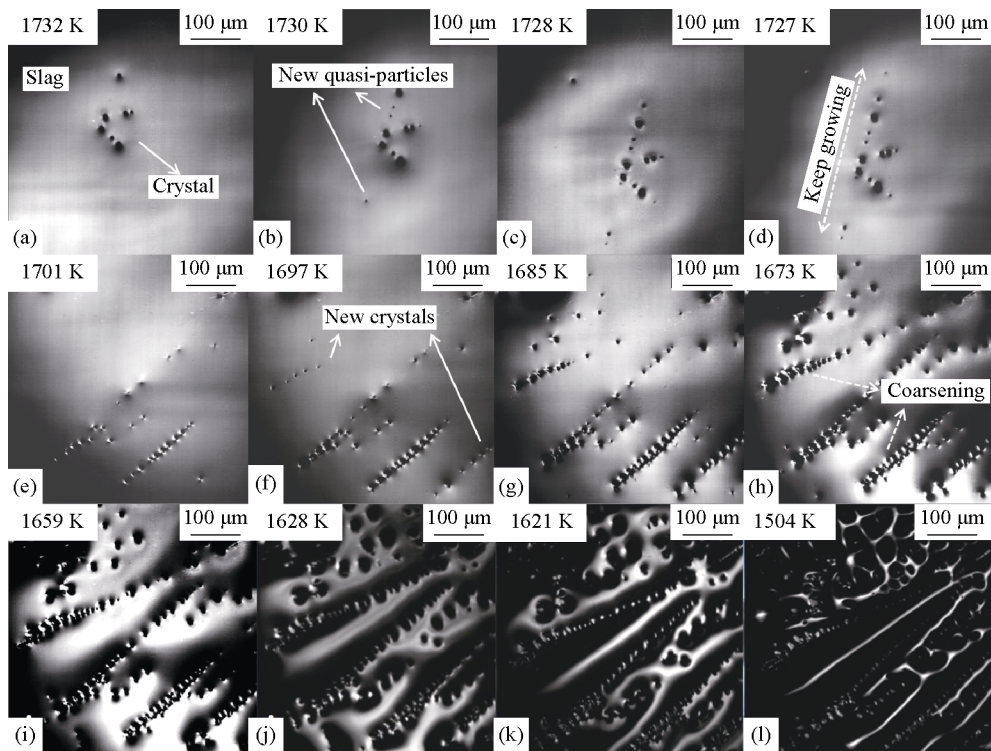 1732 K
100 μm
Slag
Crystal
(a)
1730 K
100 μm
New quasi-particles
(b)
1728 K
100 μm
(c)
1727 K
100 μm
Keep growing
(d)
1701 K
100 μm
(e)
1697 K
100 μm
New crystals
(f)
1685 K
100 μm
(g)
1673 K
100 μm
Coarsening
(h)
1659 K
100 μm
(i)
1628 K
100 μm
(j)
1621 K
100 μm
(k)
1504 K
100 μm
(l)